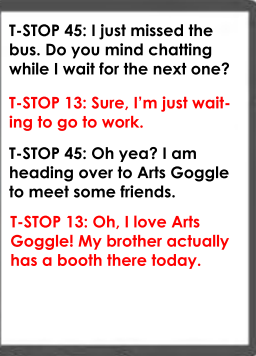 T-STOP 45: I just missed the
bus. Do you mind chatting
while I wait for the next one?
T-STOP 13: Sure, I'm just wait-
ing to go to work.
T-STOP 45: Oh yea? I am
heading over to Arts Goggle
to meet some friends.
T-STOP 13: Oh, I love Arts
Goggle! My brother actually
has a booth there today.